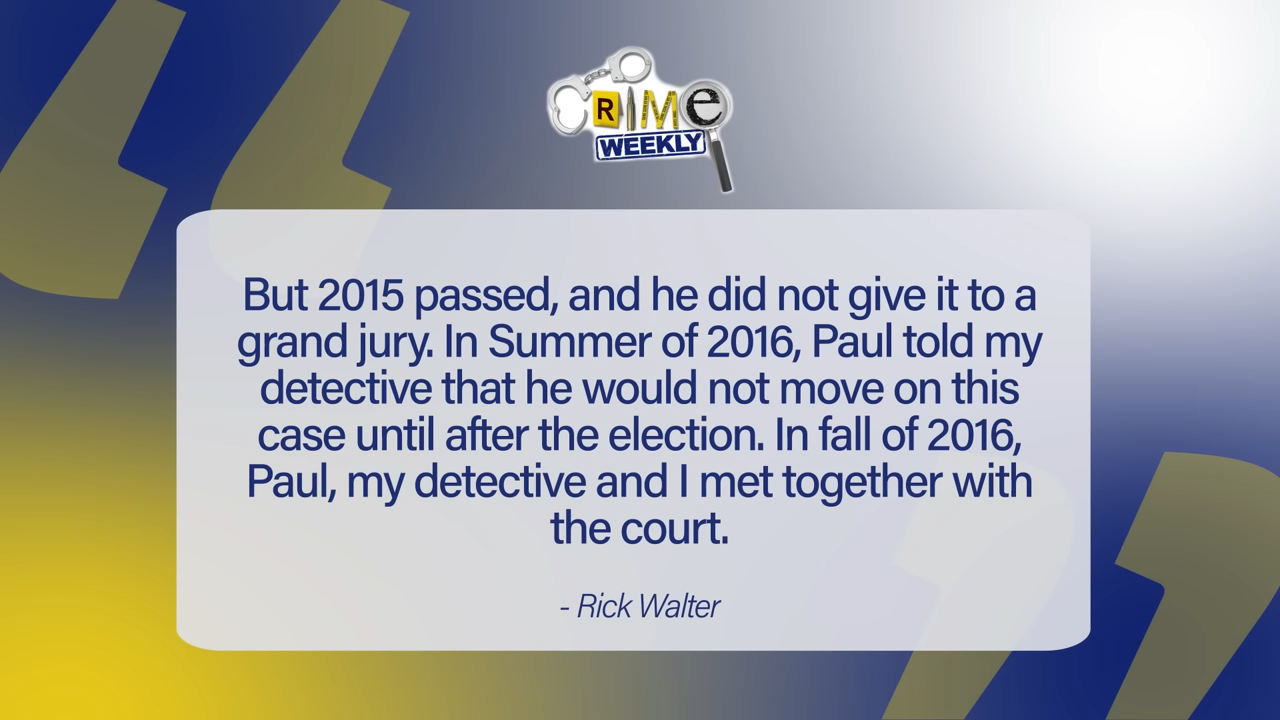 CRIMe
WEEKLY
But 2015 passed, and he did not give it to a
grand jury. In Summer of 2016, Paul told my
detective that he would not move on this
case until after the election. In fall of 2016,
Paul, my detective and I met together with
the court.
- Rick Walter